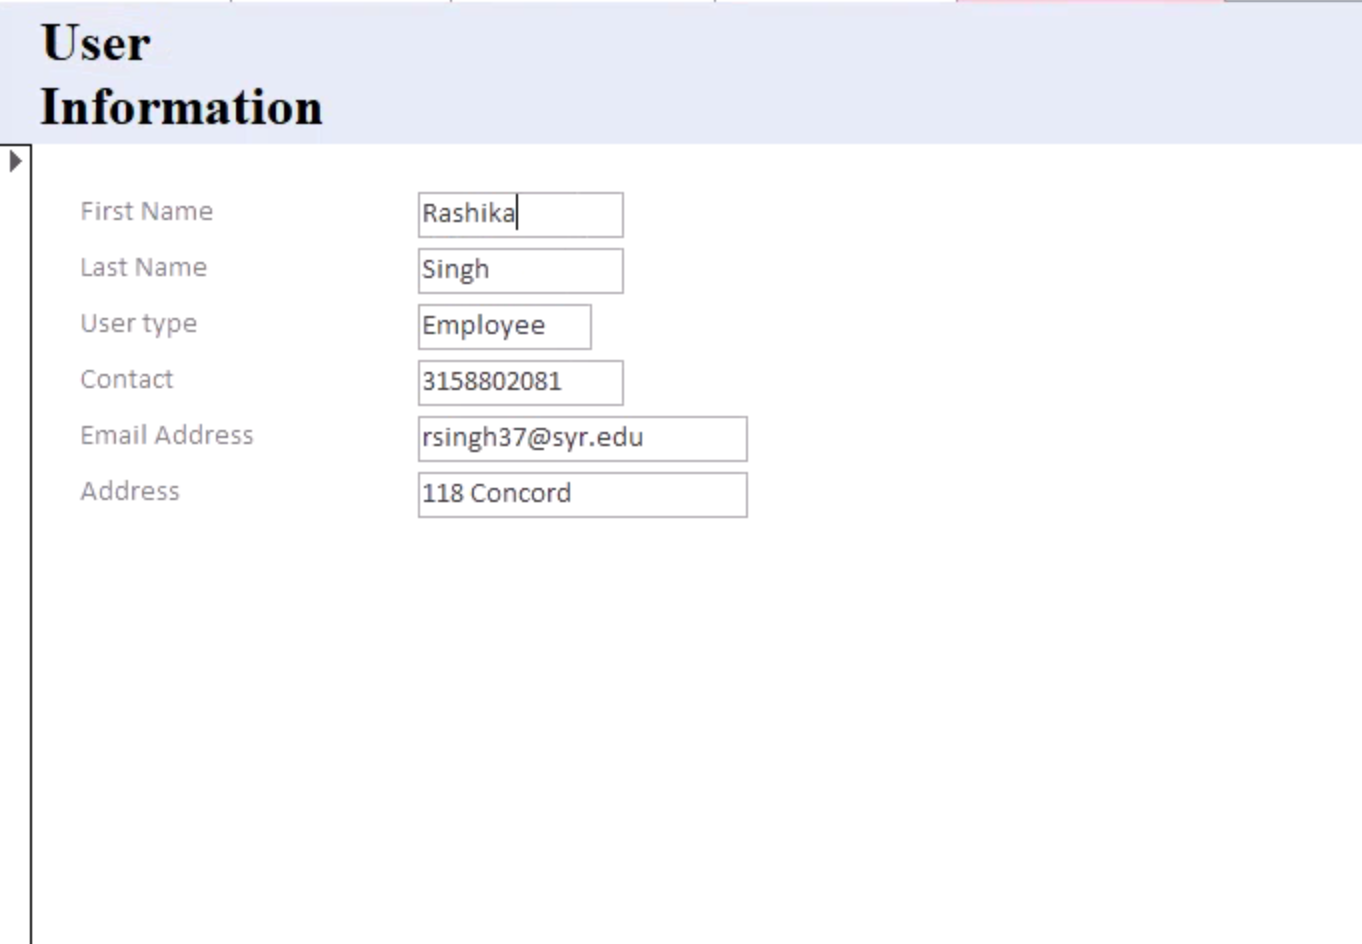 User
Information
First Name Rashika
Last Name Singh
User type Employee
Contact 3158802081
Email Address rsingh37@syr.edu
Address 118 Concord